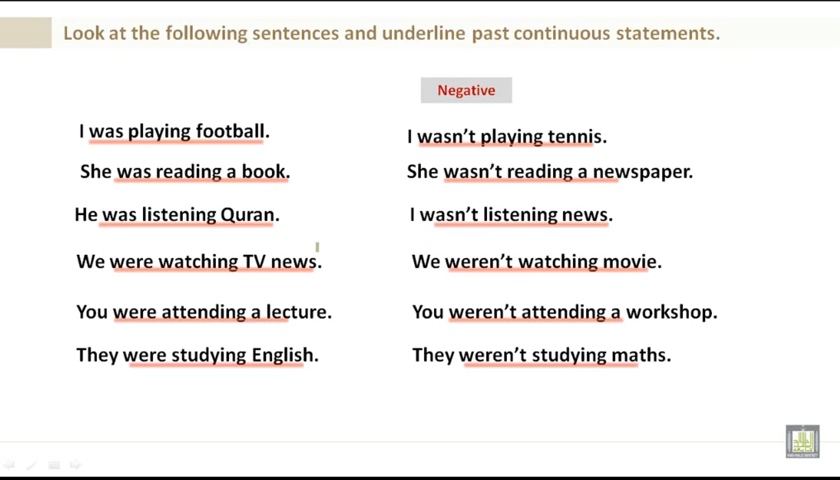 Look at the following sentences and underline past continuous statements.
Negative
I was playing football.
I wasn't playing tennis.
She was reading a book.
She wasn't reading a newspaper.
He was listening Quran.
I wasn't listening news.
We were watching TV news.
We weren't watching movie.
You were attending a lecture.
You weren't attending a workshop.
They were studying English.
They weren't studying maths.